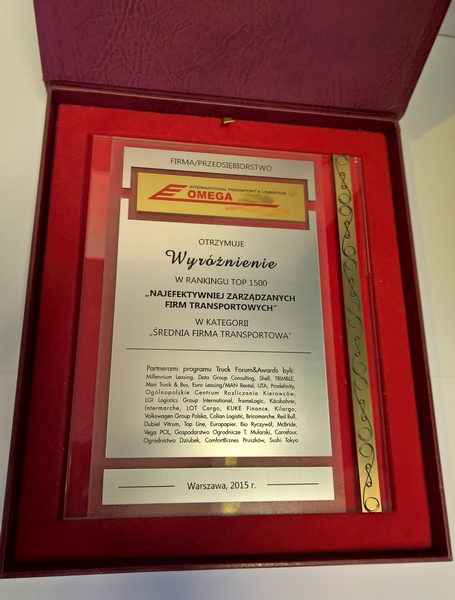 FIRMA/PRZEDSIĘBIORSTWO
INTERNATIONAL TRANSPORT & LOGISTICS
OMEGA
OTRZYMUJE
Wyróżnienie
W RANKINGU TOP 1500
„NAJEFEKTYWNIEJ ZARZĄDZANYCH
FIRM TRANSPORTOWYCH"
W KATEGORII
„ŚREDNIA FIRMA TRANSPORTOWA"
Partnerami programu Truck Forum&Awards byli:
Millennium Leasing, Data Group Consulting, Shell, TRIMBLE,
Man Truck & Bus, Euro Leasing/MAN Rental, UTA, Prodefinity,
Ogólnopolskie Centrum Rozliczania Kierowców,
LGI Logistics Group International, frameLogic, Kässbohrer,
Intermarche, LOT Cargo, KUKE Finance, Kilargo,
Volkswagen Group Polska, Calian Logistic, Bricomarche, Red Bull,
Dubiel Vitrum, Top Line, Europapier, Bio Ryczywół, McBride,
Vega POL, Gospodarstwo Ogrodnicze T. Mularski, Carrefour,
Ogrodnictwo Dziubek, ComfortBiznes Pruszków, Sushi Tokyo
Warszawa, 2015 r.